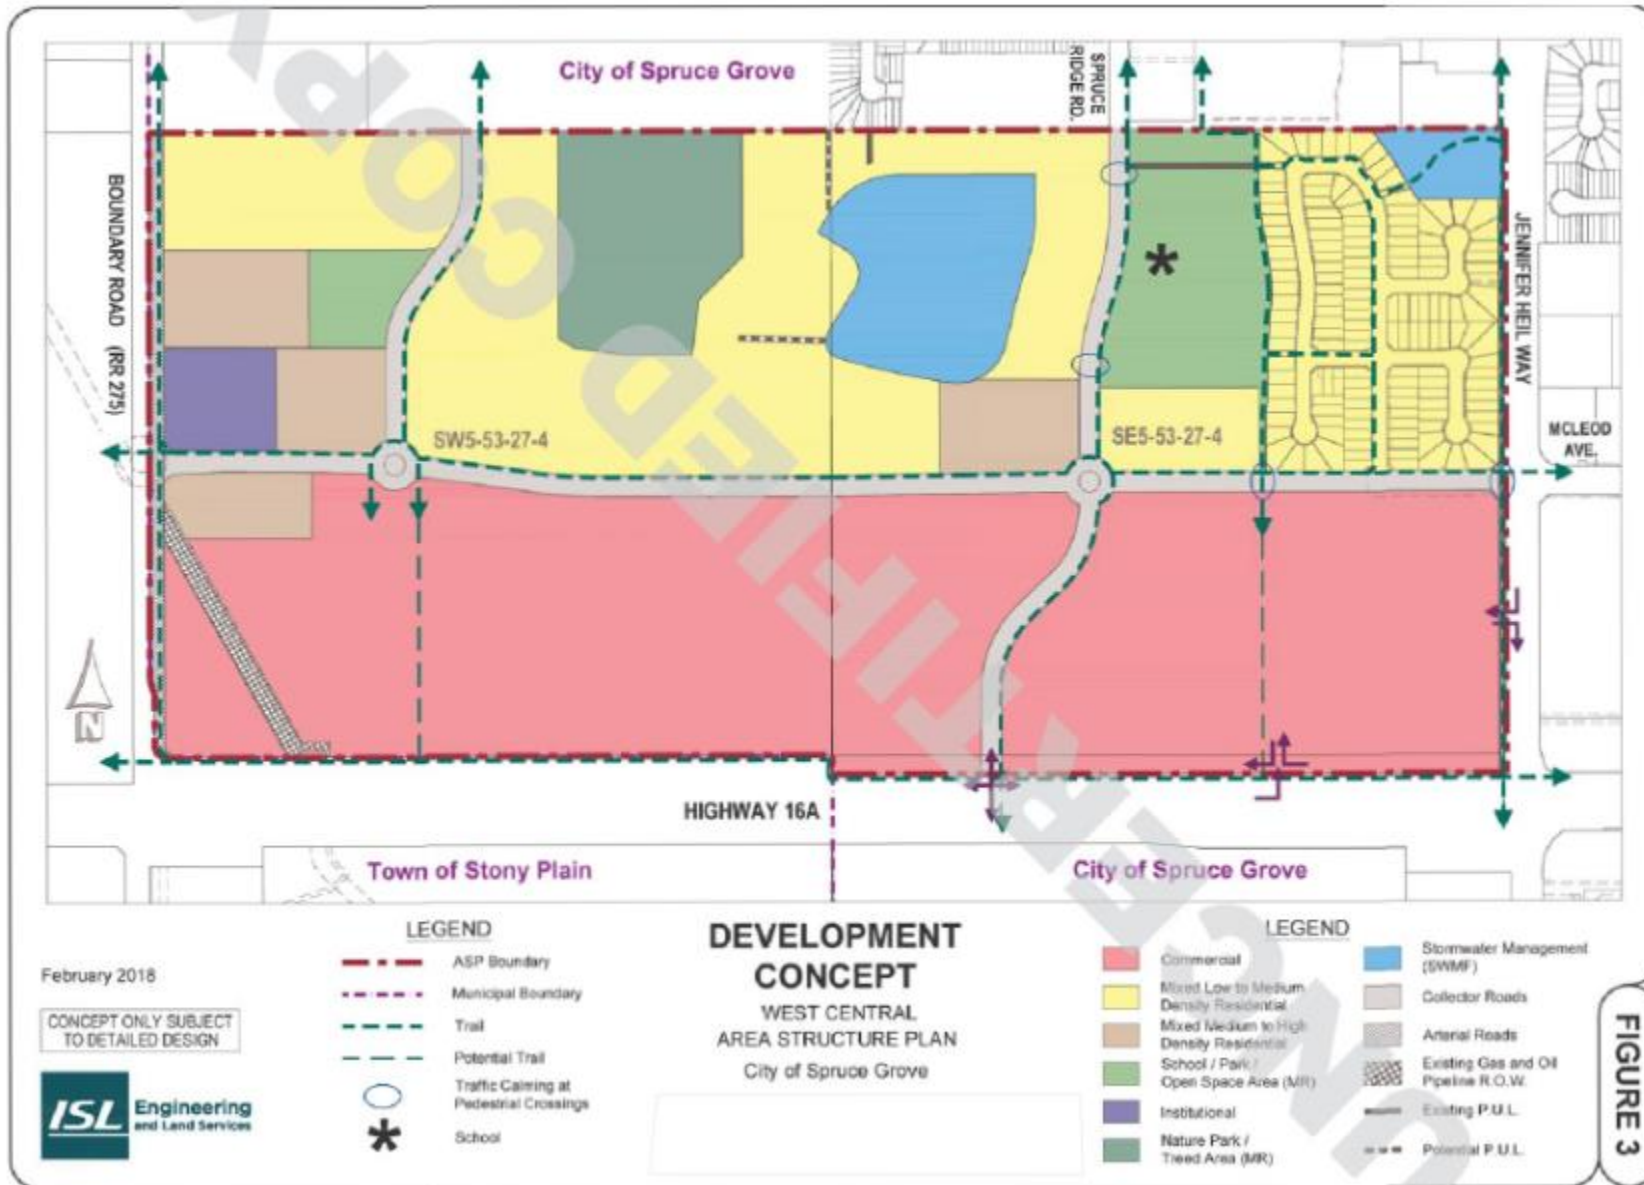 City of Spruce Grove
SPRUCE
RIDGE RD.
BOUNDARY ROAD (RR 275)
JENNIFER HEIL WAY
MCLEOD
AVE.
SW5-53-27-4
SE5-53-27-4
*
N
HIGHWAY 16A
Town of Stony Plain
City of Spruce Grove
UNCERTIFIED COPY
February 2018
CONCEPT ONLY SUBJECT
TO DETAILED DESIGN
ISL Engineering
and Land Services
LEGEND
ASP Boundary
Municipal Boundary
Trail
Potential Trail
Traffic Calming at
Pedestrial Crossings
* School
DEVELOPMENT
CONCEPT
WEST CENTRAL
AREA STRUCTURE PLAN
City of Spruce Grove
LEGEND
Commercial
Mixed Low to Medium
Density Residential
Mixed Medium to High
Density Residential
School / Park /
Open Space Area (MR)
Institutional
Nature Park /
Treed Area (MR)
Stormwater Management
(SWMF)
Collector Roads
Arterial Roads
Existing Gas and Oil
Pipeline R.O.W.
Existing P.U.L.
Potential P.U.L.
FIGURE 3